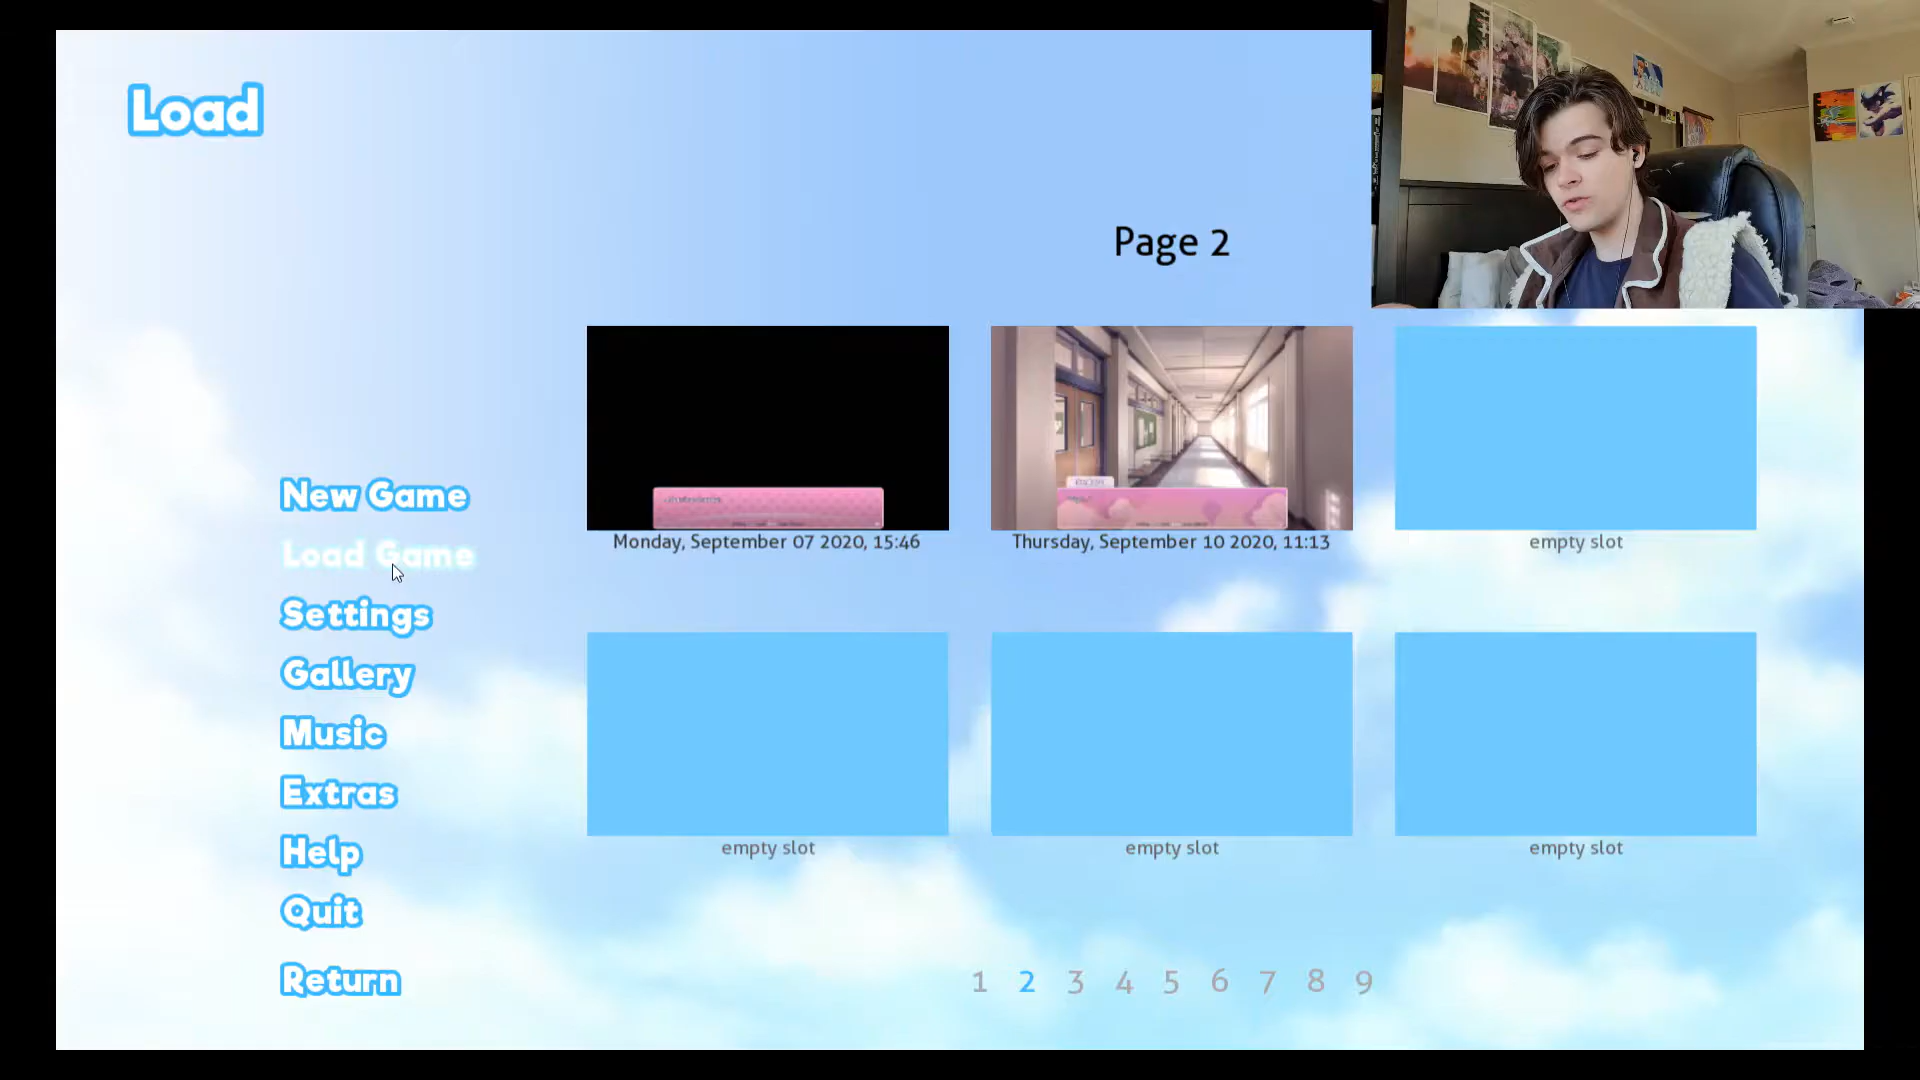 Load
Page 2
New Game
Load Game
Settings
Gallery
Music
Extras
Help
Quit
Return
Monday, September 07 2020, 15:46
Thursday, September 10 2020, 11:13
empty slot
empty slot
empty slot
empty slot
1 2 3 4 5 6 7 8 9